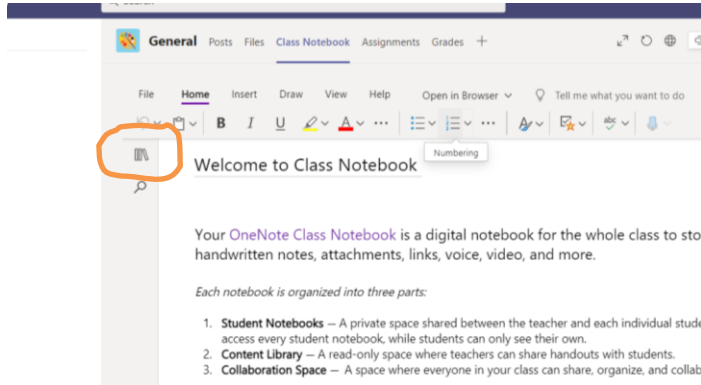 General Posts Files Class Notebook Assignments Grades
File Home Insert Draw View Help Open in Browser Tell me what you want to do
B I U A abc
Numbering
Welcome to Class Notebook
Your OneNote Class Notebook is a digital notebook for the whole class to sto
handwritten notes, attachments, links, voice, video, and more.
Each notebook is organized into three parts:
1. Student Notebooks — A private space shared between the teacher and each individual stude
access every student notebook, while students can only see their own.
2. Content Library — A read-only space where teachers can share handouts with students.
3. Collaboration Space — A space where everyone in your class can share, organize, and collab